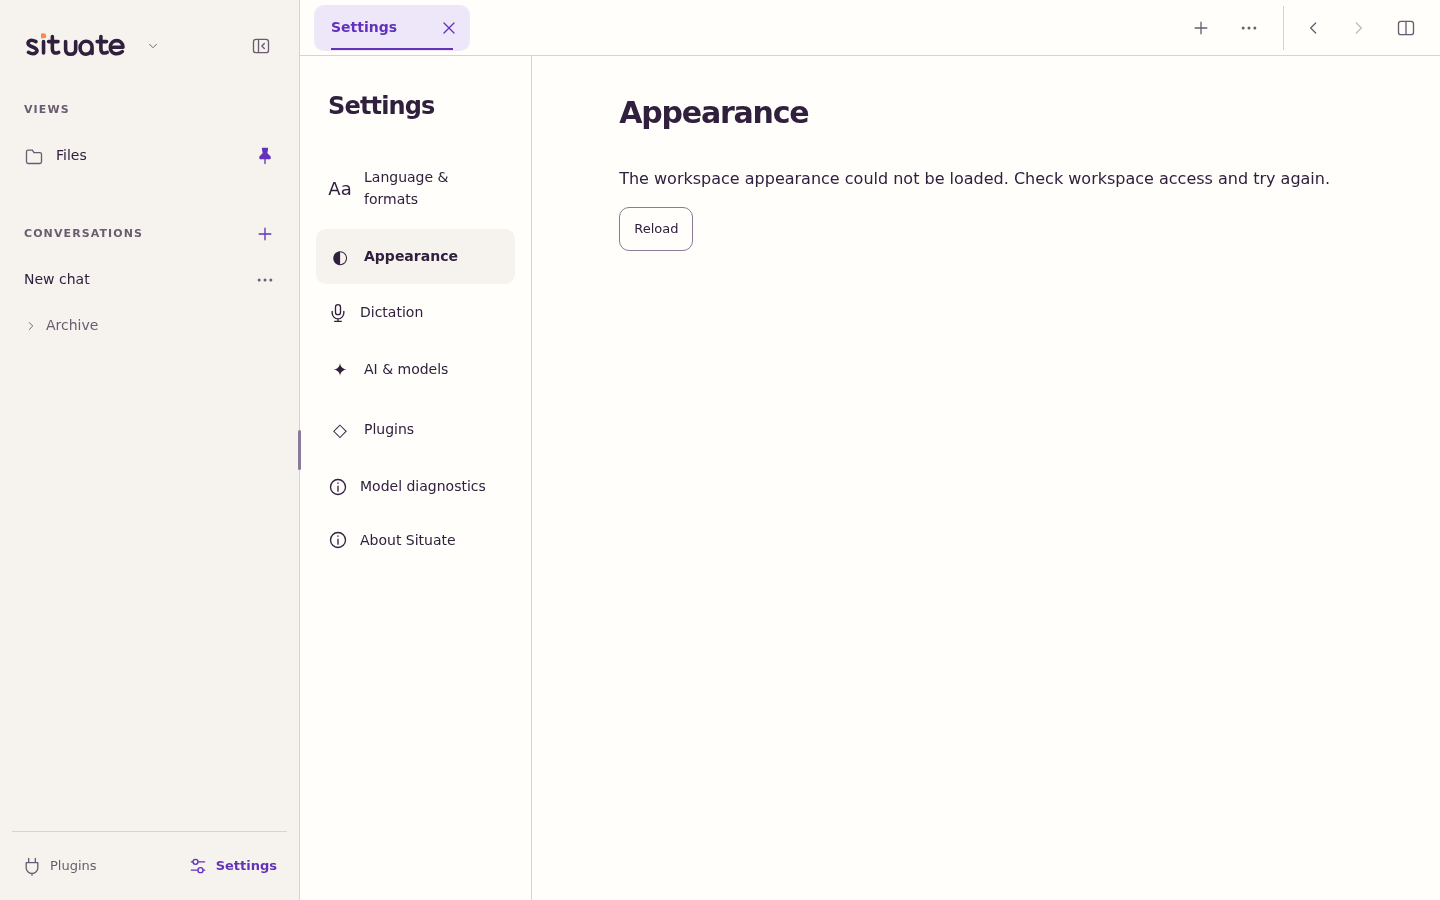 situate
Settings
VIEWS
Files
CONVERSATIONS
New chat
Archive
Plugins
Settings
Settings
Aa Language &
formats
Appearance
Dictation
AI & models
Plugins
Model diagnostics
About Situate
Appearance
The workspace appearance could not be loaded. Check workspace access and try again.
Reload